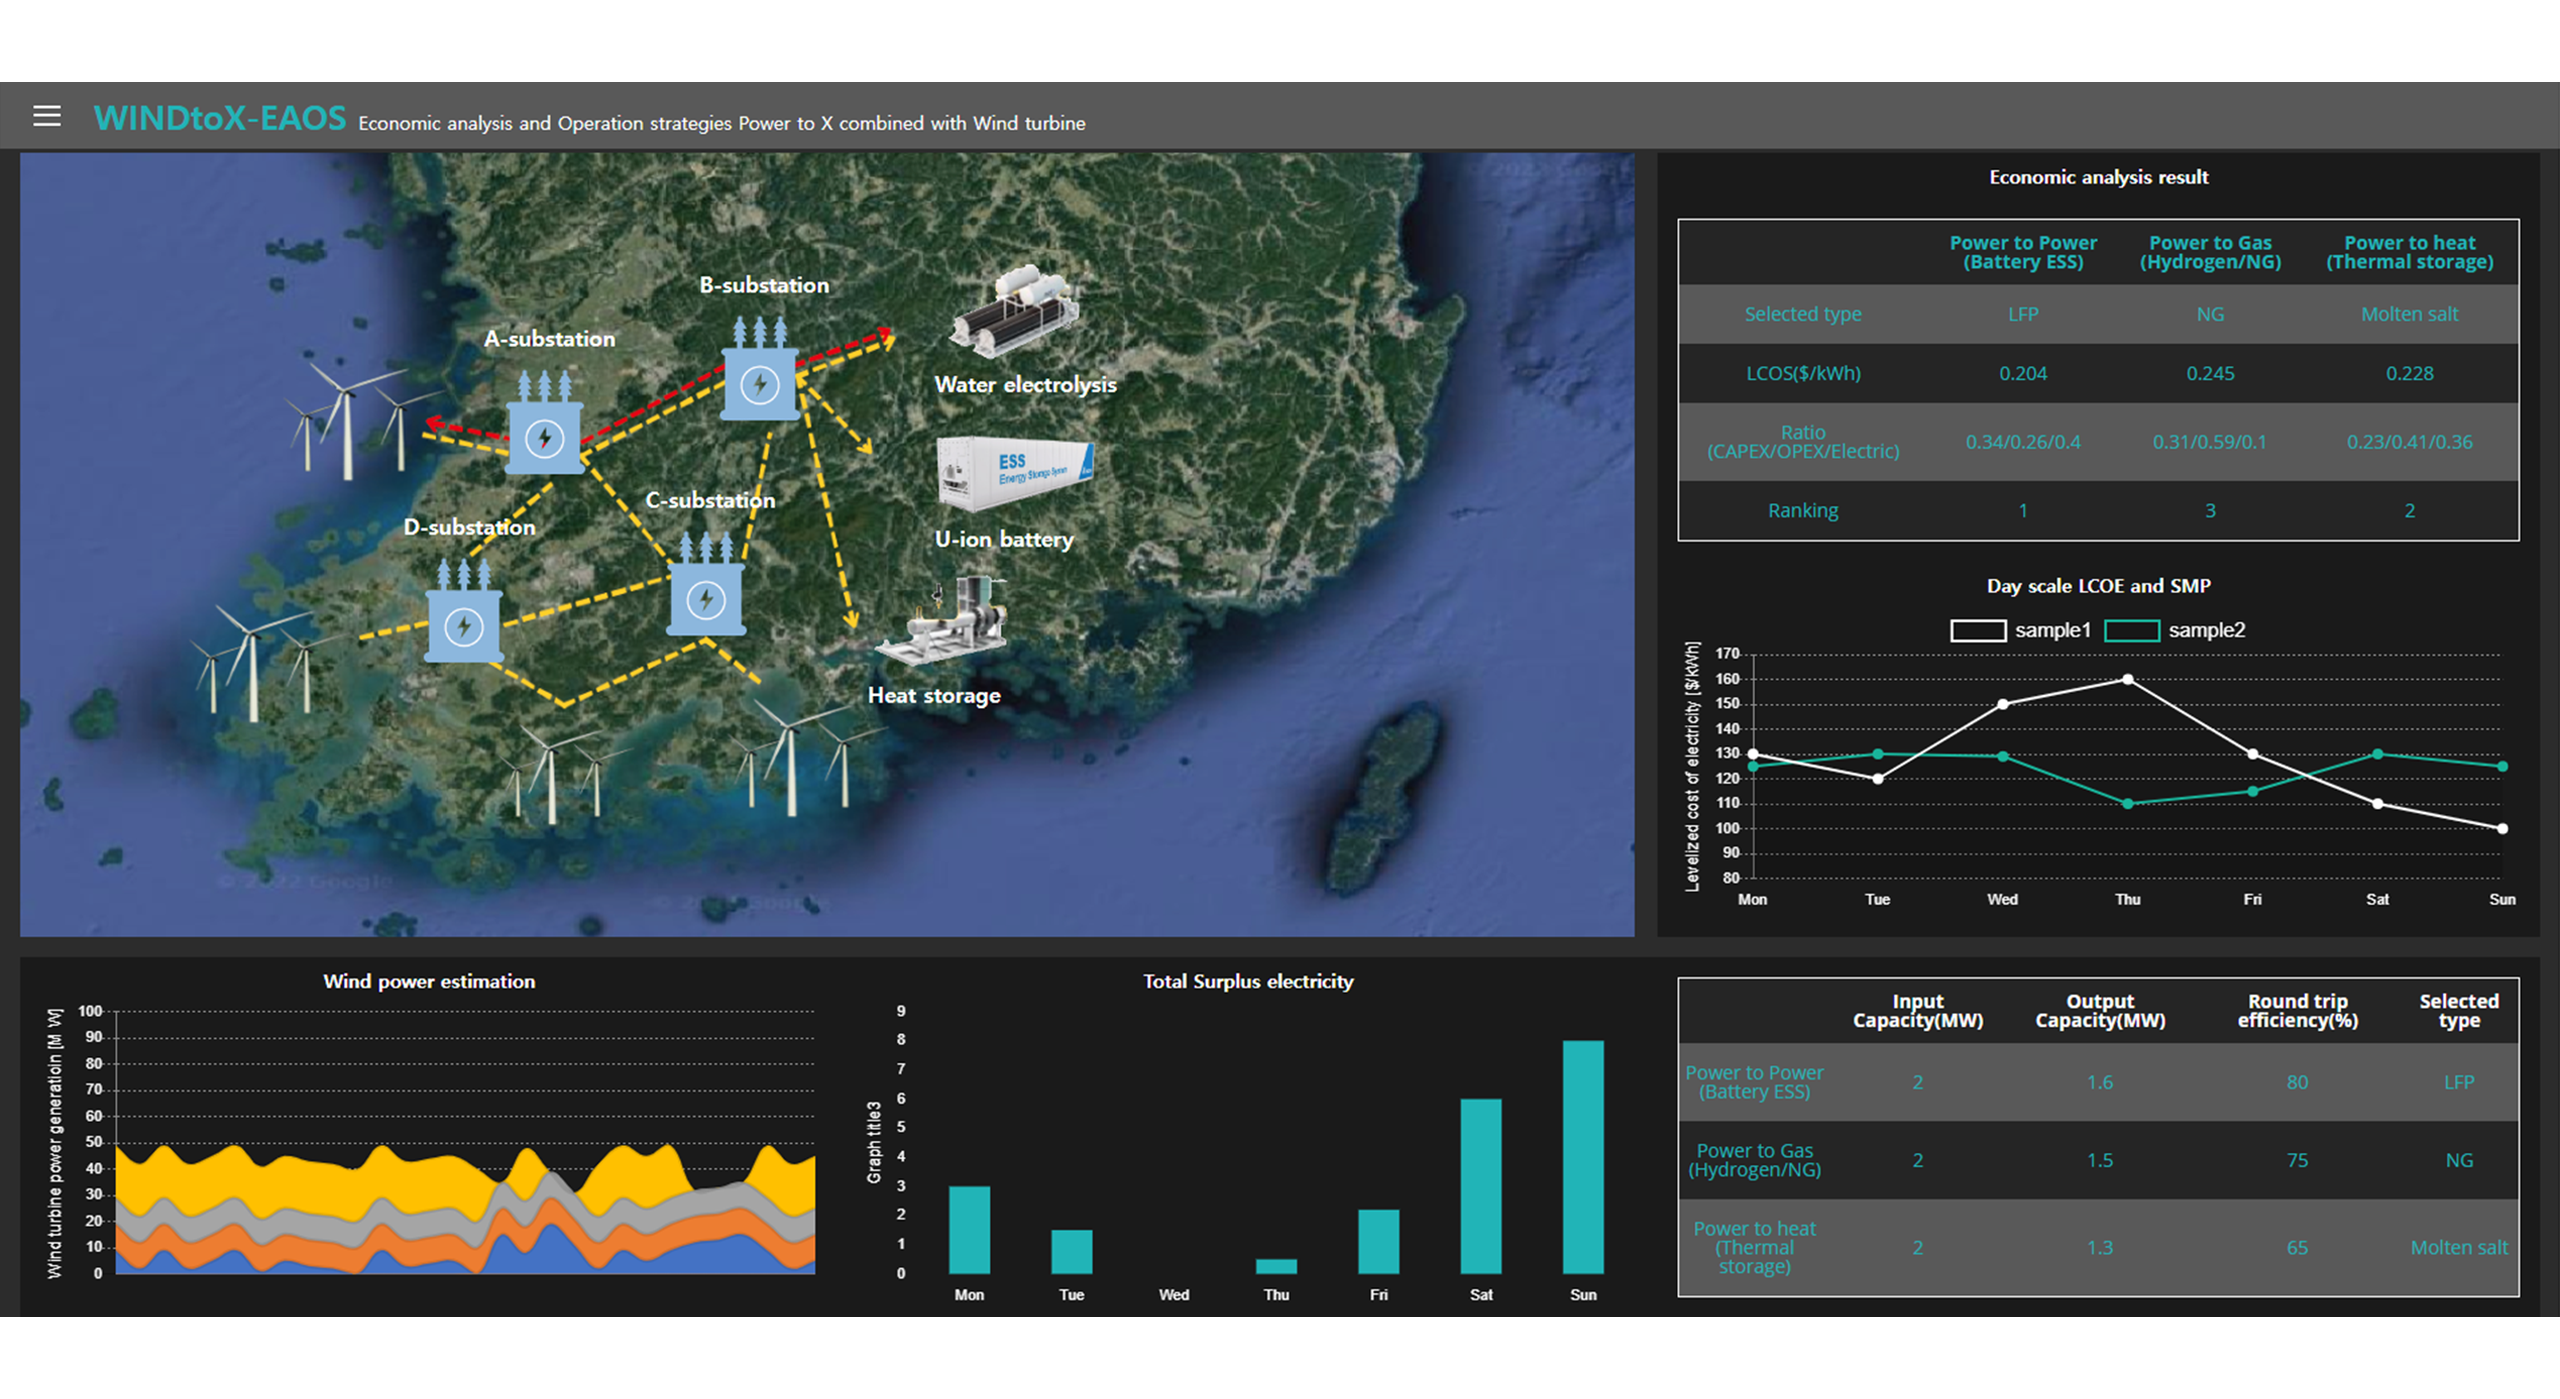 WINDtoX-EAOS Economic analysis and Operation strategies Power to X combined with Wind turbine
B-substation
A-substation
Water electrolysis
ESS
Energy Storage System
C-substation
D-substation
U-ion battery
Heat storage
© 2022 Google
Economic analysis result
Power to Power (Battery ESS)
Power to Gas (Hydrogen/NG)
Power to heat (Thermal storage)
Selected type LFP NG Molten salt
LCOS($/kWh) 0.204 0.245 0.228
Ratio (CAPEX/OPEX/Electric) 0.34/0.26/0.4 0.31/0.59/0.1 0.23/0.41/0.36
Ranking 1 3 2
Day scale LCOE and SMP
sample1 sample2
Levelized cost of electricity [$/kWh]
170
160
150
140
130
120
110
100
90
80
Mon Tue Wed Thu Fri Sat Sun
Wind power estimation
Wind turbine power generatioin [M W]
100
90
80
70
60
50
40
30
20
10
0
Total Surplus electricity
Graph title3
9
8
7
6
5
4
3
2
1
0
Mon Tue Wed Thu Fri Sat Sun
Input Capacity(MW)
Output Capacity(MW)
Round trip efficiency(%)
Selected type
Power to Power (Battery ESS) 2 1.6 80 LFP
Power to Gas (Hydrogen/NG) 2 1.5 75 NG
Power to heat (Thermal storage) 2 1.3 65 Molten salt